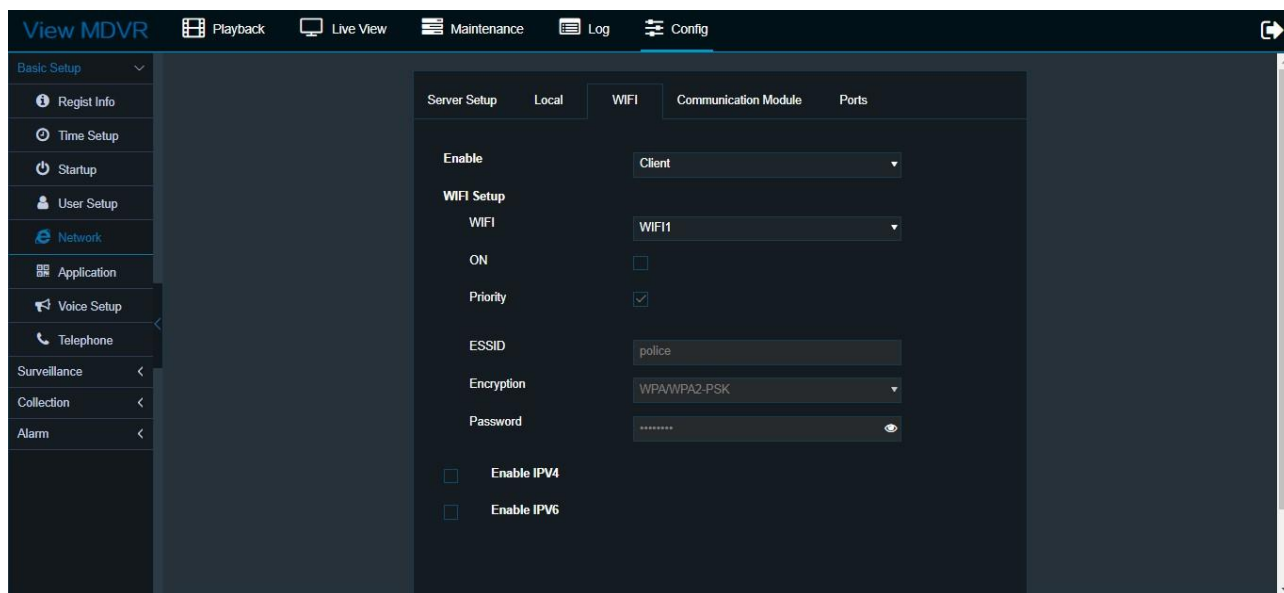 View MDVR Playback Live View Maintenance Log Config
Basic Setup
Regist Info
Time Setup
Startup
User Setup
Network
Application
Voice Setup
Telephone
Surveillance
Collection
Alarm
Server Setup Local WIFI Communication Module Ports
Enable Client
WIFI Setup
WIFI WIFI1
ON
Priority
ESSID police
Encryption WPA/WPA2-PSK
Password ••••••••
Enable IPV4
Enable IPV6